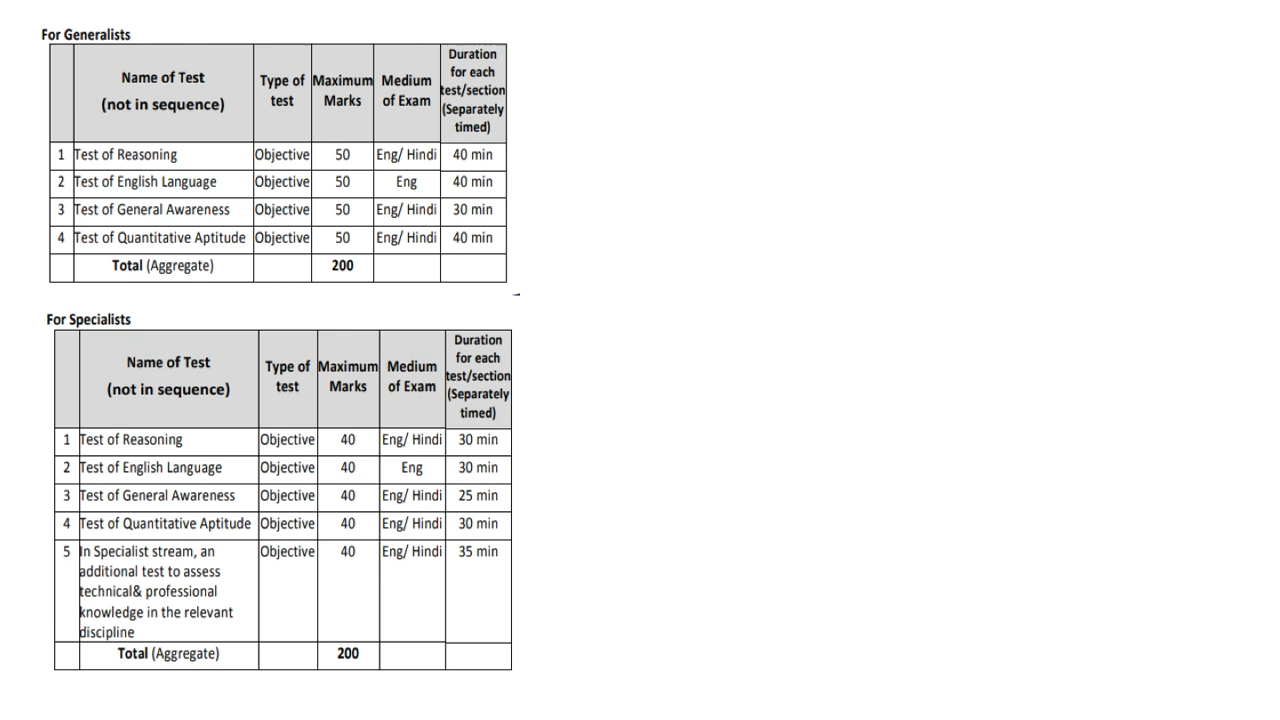 For Generalists
Name of Test (not in sequence) Type of test Maximum Marks Medium of Exam Duration for each test/section (Separately timed)
1 Test of Reasoning Objective 50 Eng/ Hindi 40 min
2 Test of English Language Objective 50 Eng 40 min
3 Test of General Awareness Objective 50 Eng/ Hindi 30 min
4 Test of Quantitative Aptitude Objective 50 Eng/ Hindi 40 min
Total (Aggregate) 200
For Specialists
Name of Test (not in sequence) Type of test Maximum Marks Medium of Exam Duration for each test/section (Separately timed)
1 Test of Reasoning Objective 40 Eng/ Hindi 30 min
2 Test of English Language Objective 40 Eng 30 min
3 Test of General Awareness Objective 40 Eng/ Hindi 25 min
4 Test of Quantitative Aptitude Objective 40 Eng/ Hindi 30 min
5 In Specialist stream, an Objective 40 Eng/ Hindi 35 min
additional test to assess
technical& professional
knowledge in the relevant
discipline
Total (Aggregate) 200